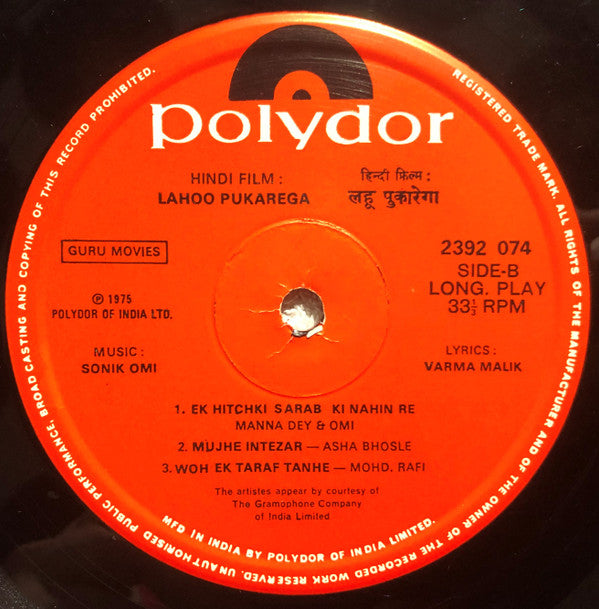 polydor
HINDI FILM :
LAHOO PUKAREGA
हिन्दी फ़िल्म :
लहू पुकारेगा
GURU MOVIES
℗ 1975
POLYDOR OF INDIA LTD.
2392 074
SIDE-B
LONG. PLAY
33⅓ RPM
MUSIC :
SONIK OMI
LYRICS :
VARMA MALIK
1. EK HITCHKI SARAB KI NAHIN RE
MANNA DEY & OMI
2. MUJHE INTEZAR — ASHA BHOSLE
3. WOH EK TARAF TANHE — MOHD. RAFI
The artistes appear by courtesy of
The Gramophone Company
of India Limited
MFD IN INDIA BY POLYDOR OF INDIA LIMITED.
REGISTERED TRADE MARK. ALL RIGHTS OF THE MANUFACTURER AND OF THE OWNER OF THE RECORDED WORK RESERVED. UNAUTHORISED PUBLIC PERFORMANCE, BROAD CASTING AND COPYING OF THIS RECORD PROHIBITED.